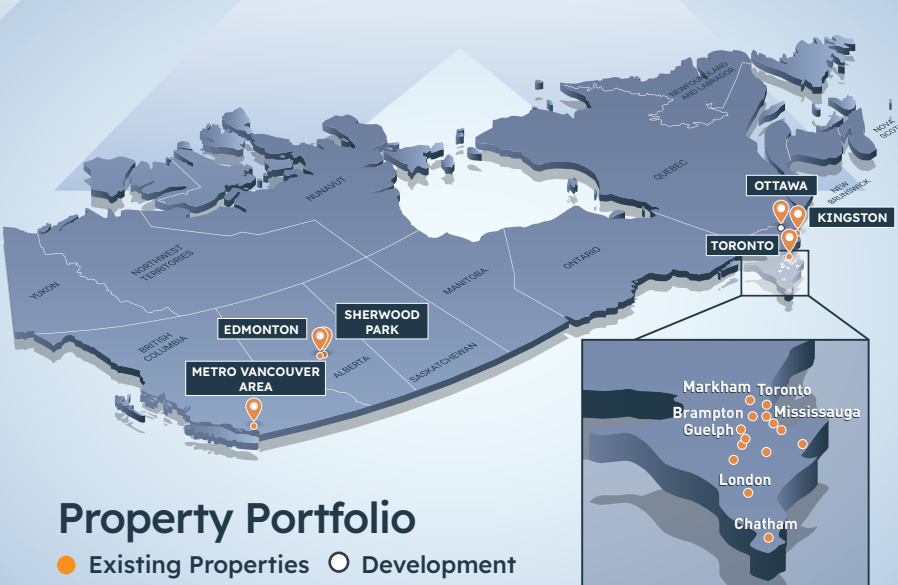 NEWFOUNDLAND
AND LABRADOR
NOVA
QUEBEC
NEW
BRUNSWICK
OTTAWA
KINGSTON
TORONTO
NUNAVUT
NORTHWEST
TERRITORIES
YUKON
ONTARIO
MANITOBA
BRITISH
COLUMBIA
ALBERTA
SASKATCHEWAN
EDMONTON
SHERWOOD
PARK
METRO VANCOUVER
AREA
Markham
Toronto
Brampton
Mississauga
Guelph
London
Chatham
Property Portfolio
Existing Properties
Development